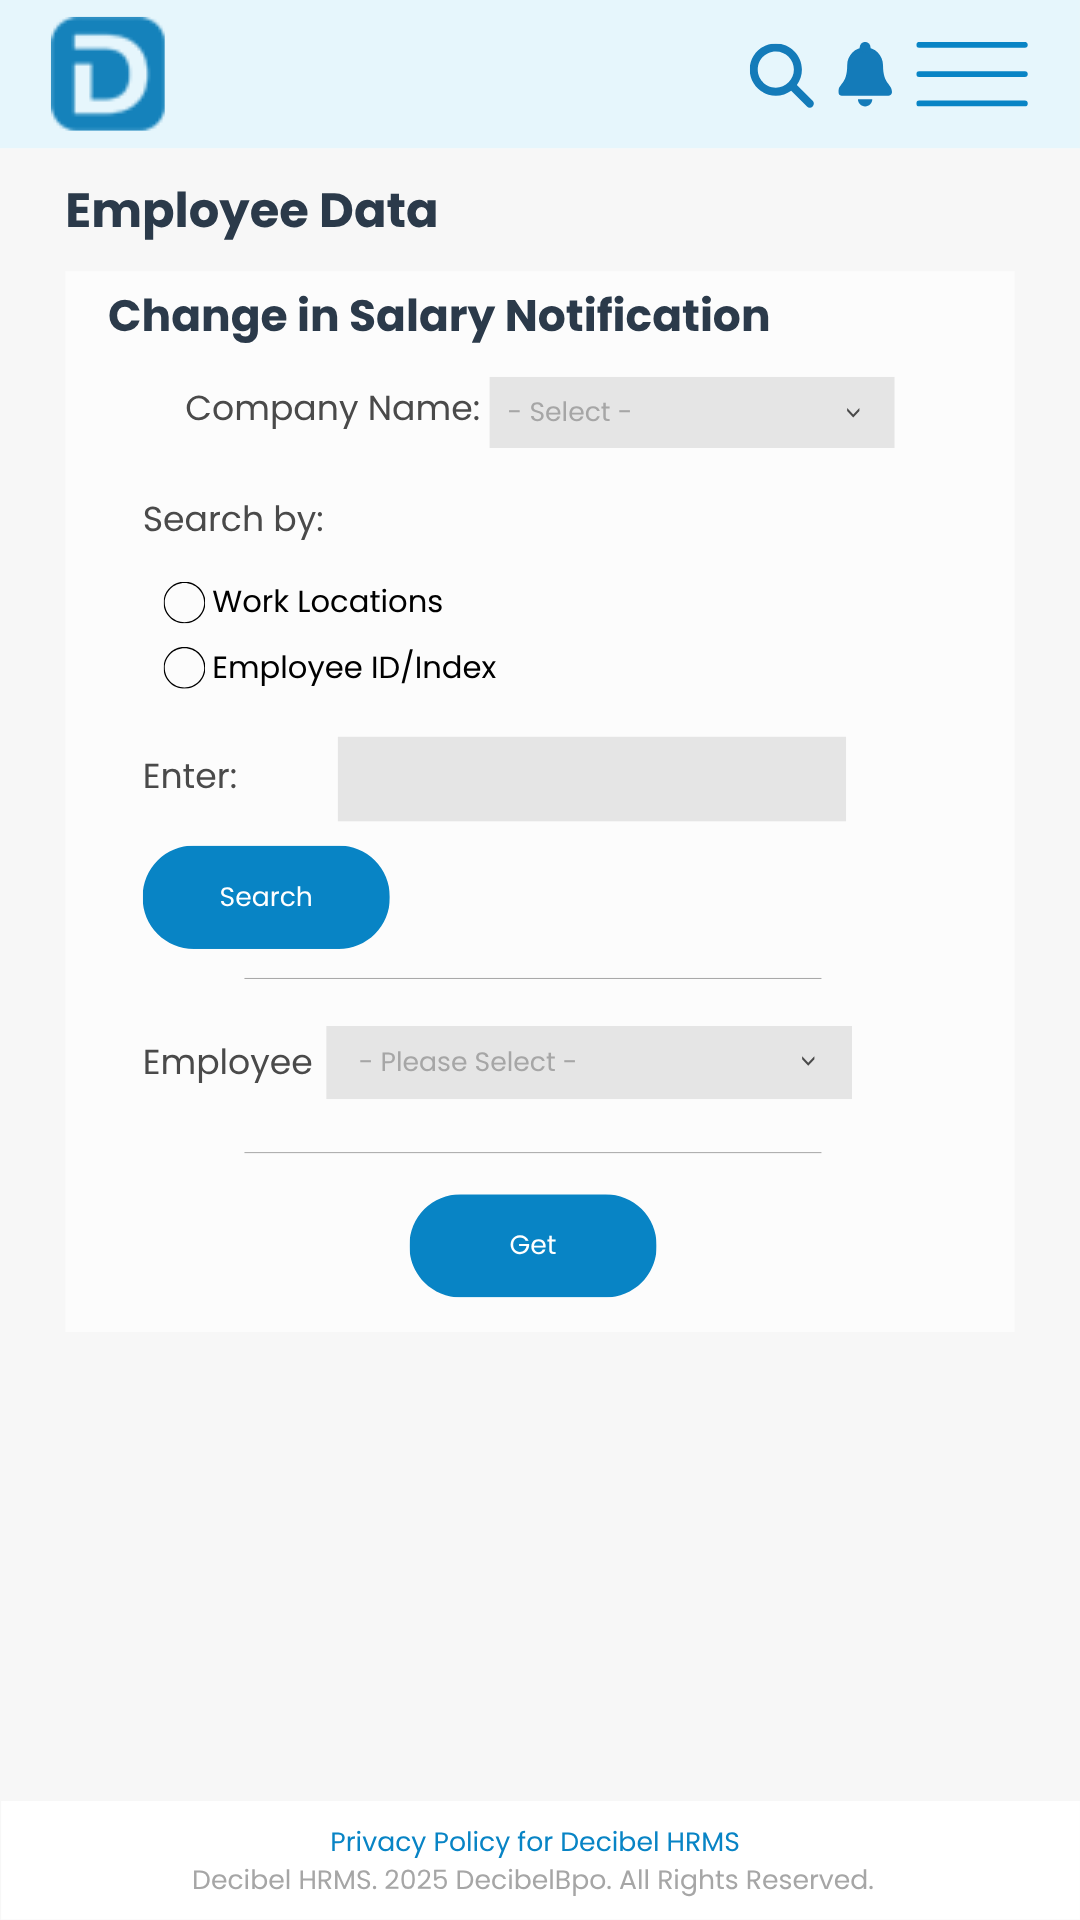 D
Employee Data
Change in Salary Notification
Company Name: - Select -
Search by:
Work Locations
Employee ID/Index
Enter:
Search
Employee - Please Select -
Get
Privacy Policy for Decibel HRMS
Decibel HRMS. 2025 DecibelBpo. All Rights Reserved.